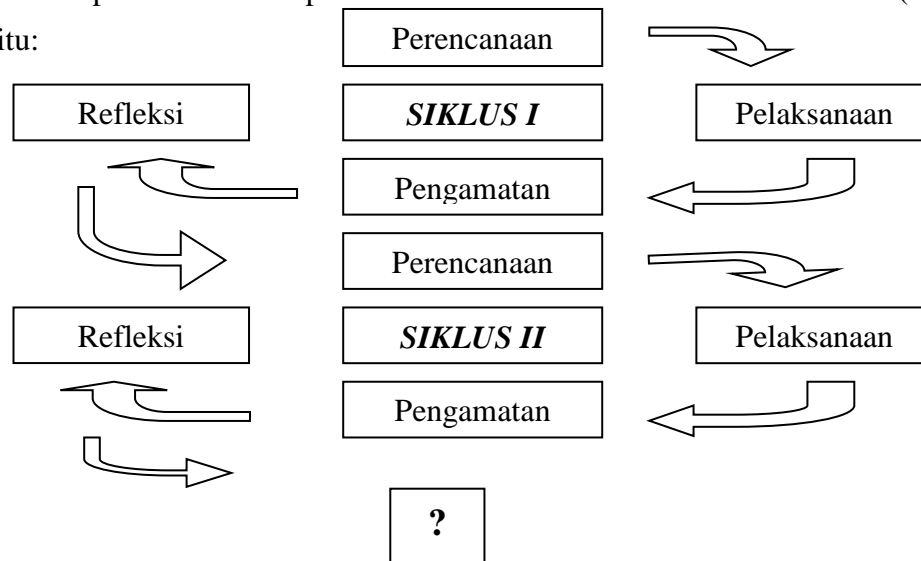 itu:
Perencanaan
Refleksi
SIKLUS I
Pelaksanaan
Pengamatan
Perencanaan
Refleksi
SIKLUS II
Pelaksanaan
Pengamatan
?